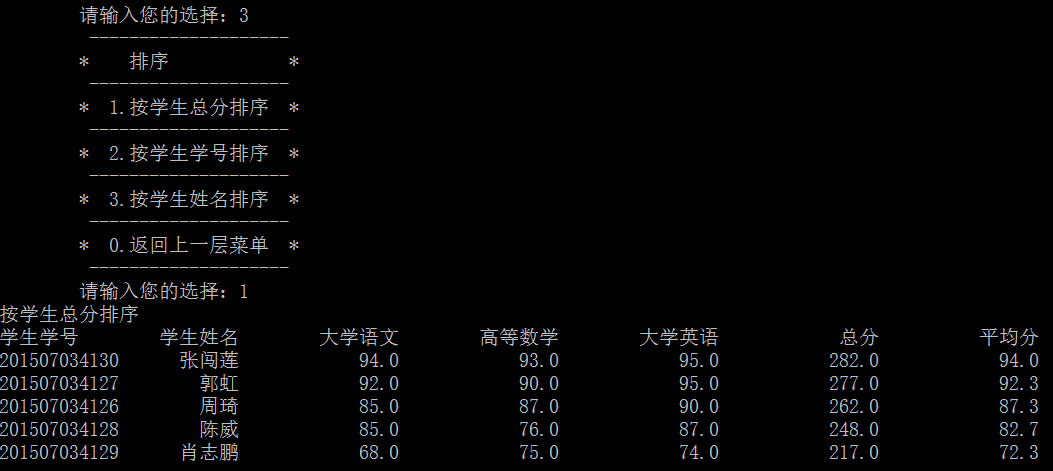 请输入您的选择：3
--------------------
* 排序 *
--------------------
* 1.按学生总分排序 *
--------------------
* 2.按学生学号排序 *
--------------------
* 3.按学生姓名排序 *
--------------------
* 0.返回上一层菜单 *
--------------------
请输入您的选择：1
按学生总分排序
学生学号 学生姓名 大学语文 高等数学 大学英语 总分 平均分
201507034130 张闯莲 94.0 93.0 95.0 282.0 94.0
201507034127 郭虹 92.0 90.0 95.0 277.0 92.3
201507034126 周琦 85.0 87.0 90.0 262.0 87.3
201507034128 陈威 85.0 76.0 87.0 248.0 82.7
201507034129 肖志鹏 68.0 75.0 74.0 217.0 72.3